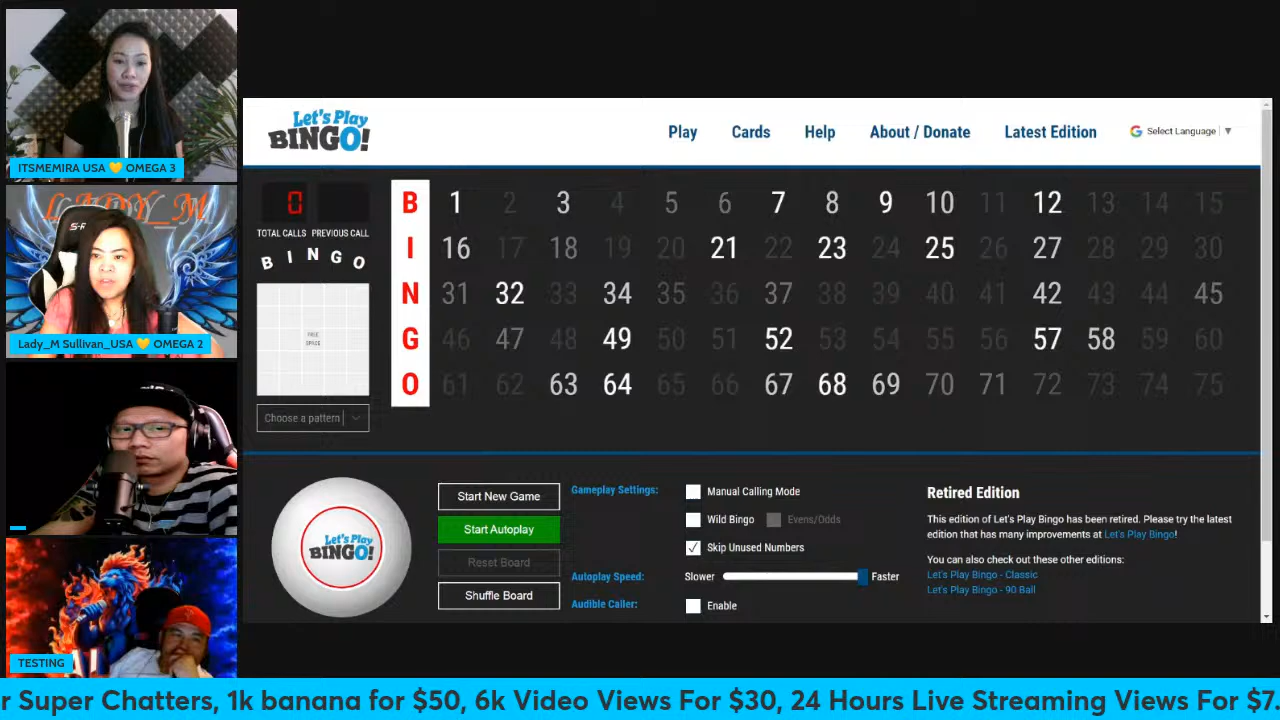 ITSMEMIRA USA 💛 OMEGA 3
LADY_M
Lady_M Sullivan_USA 💛 OMEGA 2
TESTING
Let's Play
BINGO!
Play Cards Help About / Donate Latest Edition Select Language ▼
0
TOTAL CALLS PREVIOUS CALL
B I N G O
FREE
SPACE
Choose a pattern
B 1 2 3 4 5 6 7 8 9 10 11 12 13 14 15
I 16 17 18 19 20 21 22 23 24 25 26 27 28 29 30
N 31 32 33 34 35 36 37 38 39 40 41 42 43 44 45
G 46 47 48 49 50 51 52 53 54 55 56 57 58 59 60
O 61 62 63 64 65 66 67 68 69 70 71 72 73 74 75
Let's Play
BINGO!
Start New Game
Start Autoplay
Reset Board
Shuffle Board
Gameplay Settings:
Manual Calling Mode
Wild Bingo Evens/Odds
Skip Unused Numbers
Autoplay Speed: Slower Faster
Audible Caller: Enable
Retired Edition
This edition of Let's Play Bingo has been retired. Please try the latest
edition that has many improvements at Let's Play Bingo!
You can also check out these other editions:
Let's Play Bingo - Classic
Let's Play Bingo - 90 Ball
r Super Chatters, 1k banana for $50, 6k Video Views For $30, 24 Hours Live Streaming Views For $7.